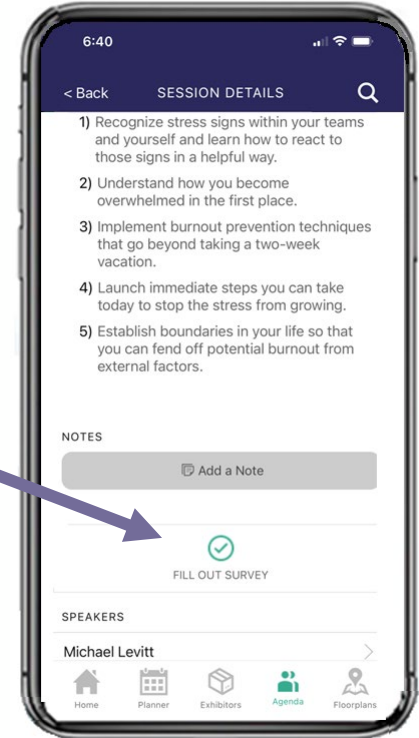 6:40
< Back SESSION DETAILS
1) Recognize stress signs within your teams
and yourself and learn how to react to
those signs in a helpful way.
2) Understand how you become
overwhelmed in the first place.
3) Implement burnout prevention techniques
that go beyond taking a two-week
vacation.
4) Launch immediate steps you can take
today to stop the stress from growing.
5) Establish boundaries in your life so that
you can fend off potential burnout from
external factors.
NOTES
Add a Note
FILL OUT SURVEY
SPEAKERS
Michael Levitt
Home Planner Exhibitors Agenda Floorplans